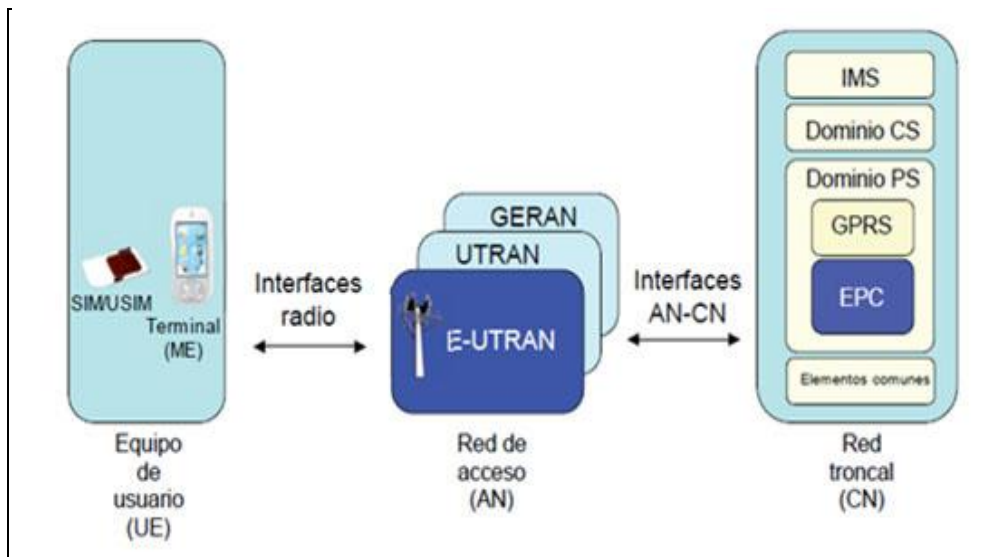 SIM/USIM
Terminal
(ME)
Equipo
de
usuario
(UE)
Interfaces
radio
GERAN
UTRAN
E-UTRAN
Red de
acceso
(AN)
Interfaces
AN-CN
IMS
Dominio CS
Dominio PS
GPRS
EPC
Elementos comunes
Red
troncal
(CN)